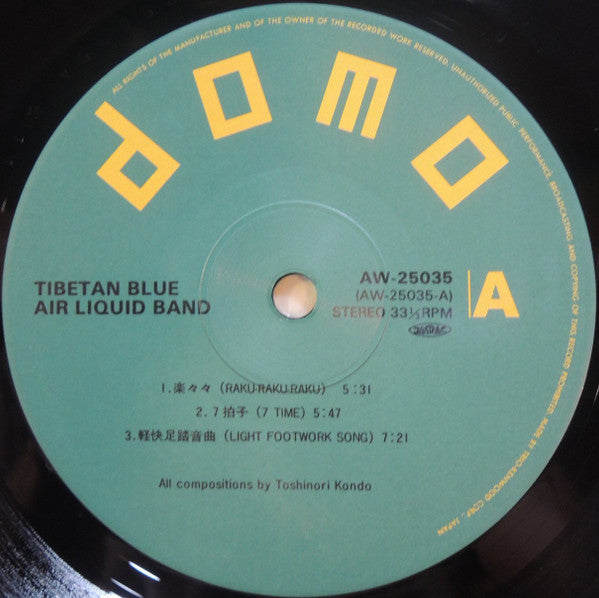 ALL RIGHTS OF THE MANUFACTURER AND OF THE OWNER OF THE RECORDED WORK RESERVED. UNAUTHORIZED PUBLIC PERFORMANCE, BROADCASTING AND COPYING OF THIS RECORD PROHIBITED. MADE BY TRIO-KENWOOD CORP., JAPAN
domo
TIBETAN BLUE
AIR LIQUID BAND
AW-25035
(AW-25035-A)
STEREO 33⅓RPM
A
1.楽々々 (RAKU-RAKU-RAKU) 5:31
2.7拍子 (7 TIME) 5:47
3.軽快足踏音曲 (LIGHT FOOTWORK SONG) 7:21
All compositions by Toshinori Kondo